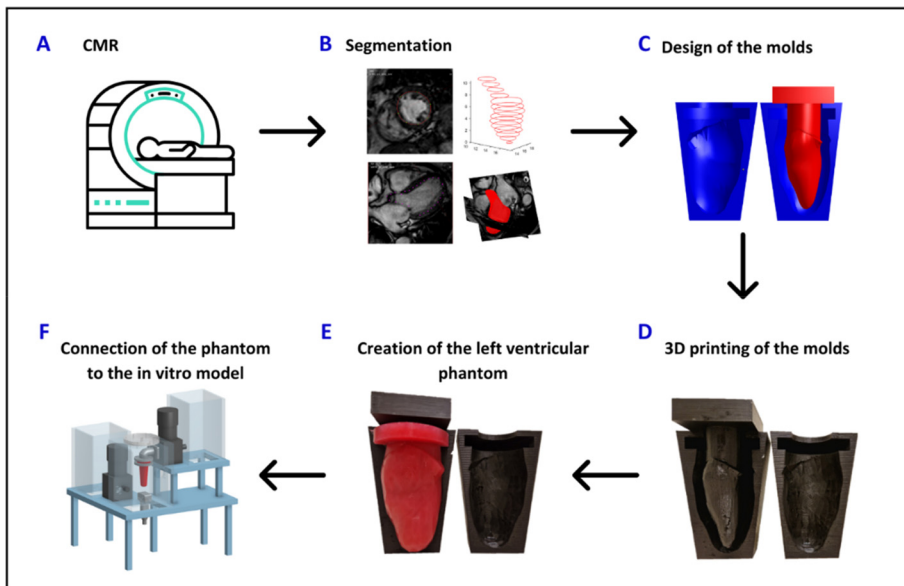 A CMR
B Segmentation
C Design of the molds
F
Connection of the phantom
to the in vitro model
E
Creation of the left ventricular
phantom
D
3D printing of the molds